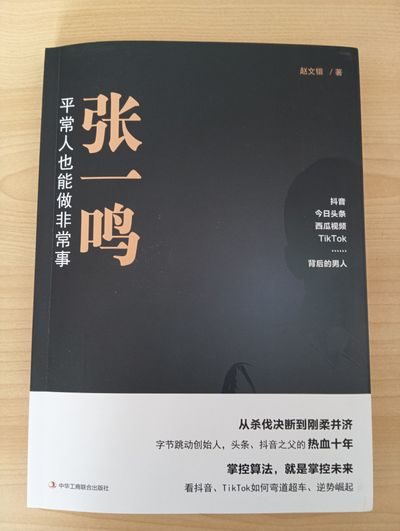 赵文锴 / 著
张一鸣
平常人也能做非常事
抖音
今日头条
西瓜视频
TikTok
……
背后的男人
从杀伐决断到刚柔并济
字节跳动创始人，头条、抖音之父的热血十年
掌控算法，就是掌控未来
看抖音、TikTok如何弯道超车、逆势崛起
中华工商联合出版社